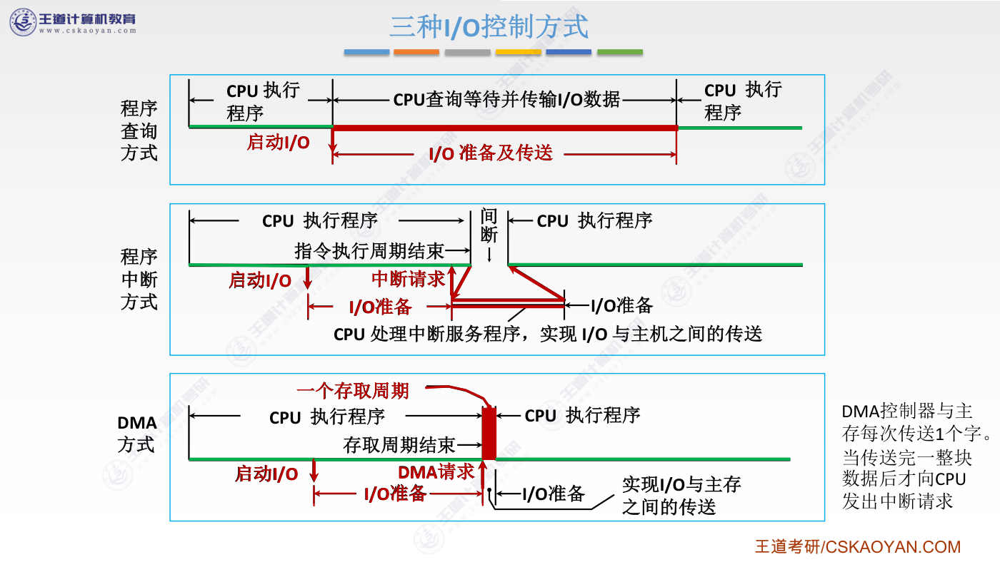 王道计算机教育
www.cskaoyan.com
三种I/O控制方式
程序
查询
方式
CPU 执行
程序
CPU查询等待并传输I/O数据
CPU 执行
程序
启动I/O
I/O 准备及传送
程序
中断
方式
CPU 执行程序
间
断
CPU 执行程序
指令执行周期结束
启动I/O
中断请求
I/O准备
I/O准备
CPU 处理中断服务程序，实现 I/O 与主机之间的传送
DMA
方式
一个存取周期
CPU 执行程序
CPU 执行程序
存取周期结束
启动I/O
DMA请求
I/O准备
I/O准备
实现I/O与主存
之间的传送
DMA控制器与主
存每次传送1个字。
当传送完一整块
数据后才向CPU
发出中断请求
王道考研/CSKAOYAN.COM